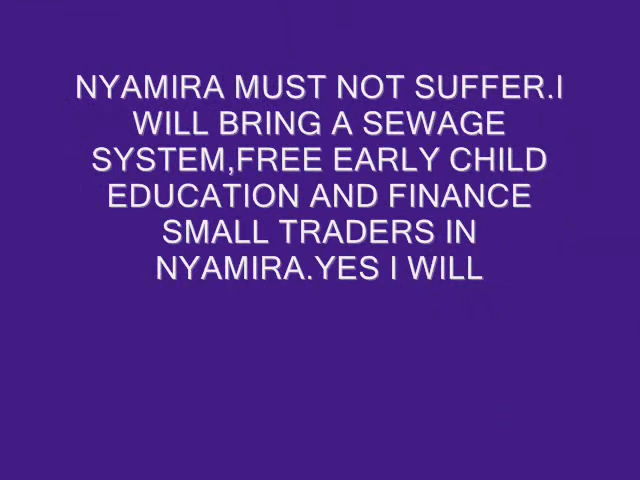 NYAMIRA MUST NOT SUFFER.I
WILL BRING A SEWAGE
SYSTEM,FREE EARLY CHILD
EDUCATION AND FINANCE
SMALL TRADERS IN
NYAMIRA.YES I WILL